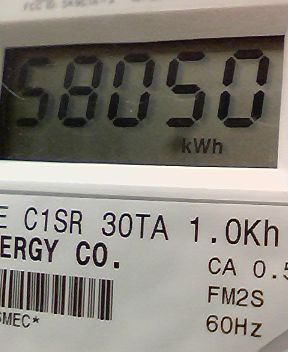 58050
kWh
E C1SR 30TA 1.0Kh
ERGY CO.
CA 0.5
FM2S
60Hz
SMEC*